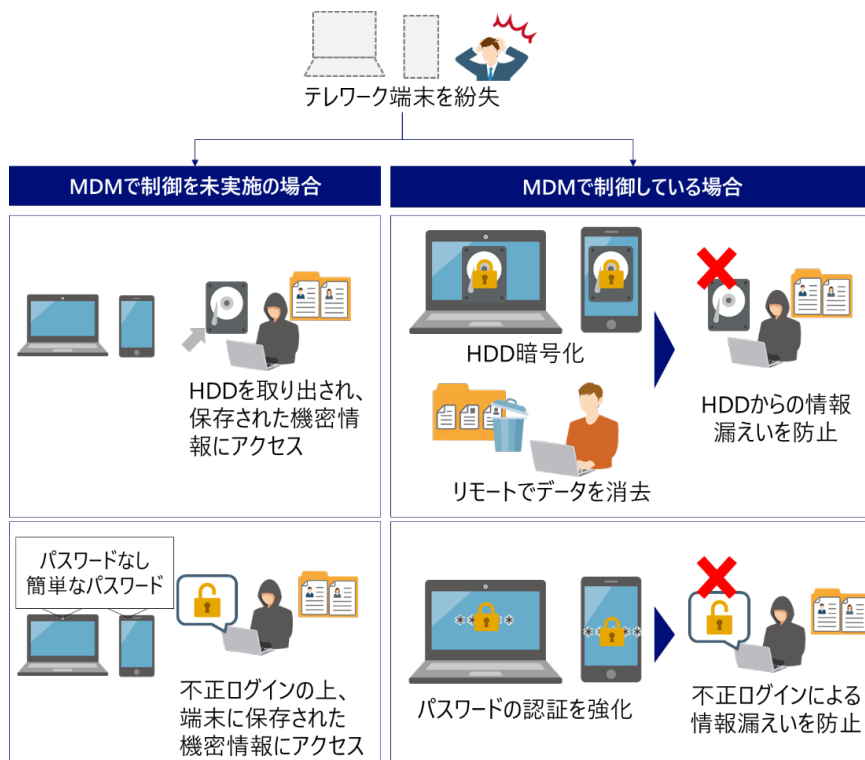 テレワーク端末を紛失
MDMで制御を未実施の場合
MDMで制御している場合
HDDを取り出され、
保存された機密情
報にアクセス
HDD暗号化
リモートでデータを消去
HDDからの情報
漏えいを防止
パスワードなし
簡単なパスワード
不正ログインの上、
端末に保存された
機密情報にアクセス
****
****
パスワードの認証を強化
不正ログインによる
情報漏えいを防止